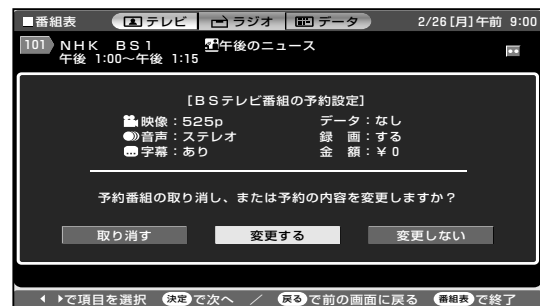 ■番組表 テレビ ラジオ データ 2/26[月]午前 9:00
101 NHK BS1 午後のニュース
午後 1:00〜午後 1:15
[BSテレビ番組の予約設定]
映像：525p データ：なし
音声：ステレオ 録 画：する
字幕：あり 金 額：¥0
予約番組の取り消し、または予約の内容を変更しますか？
取り消す 変更する 変更しない
で項目を選択 決定で次へ ／ 戻るで前の画面に戻る 番組表で終了